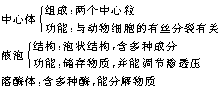 中心体
组成：两个中心粒
功能：与动物细胞的有丝分裂有关
液泡
结构：泡状结构，含多种成分
功能：储存物质，并能调节渗透压
溶酶体：含多种酶，能分解物质